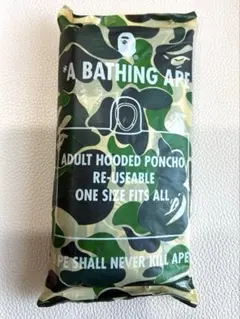 *A BATHING APE
ADULT HOODED PONCHO
RE-USEABLE
ONE SIZE FITS ALL
APE SHALL NEVER KILL APE